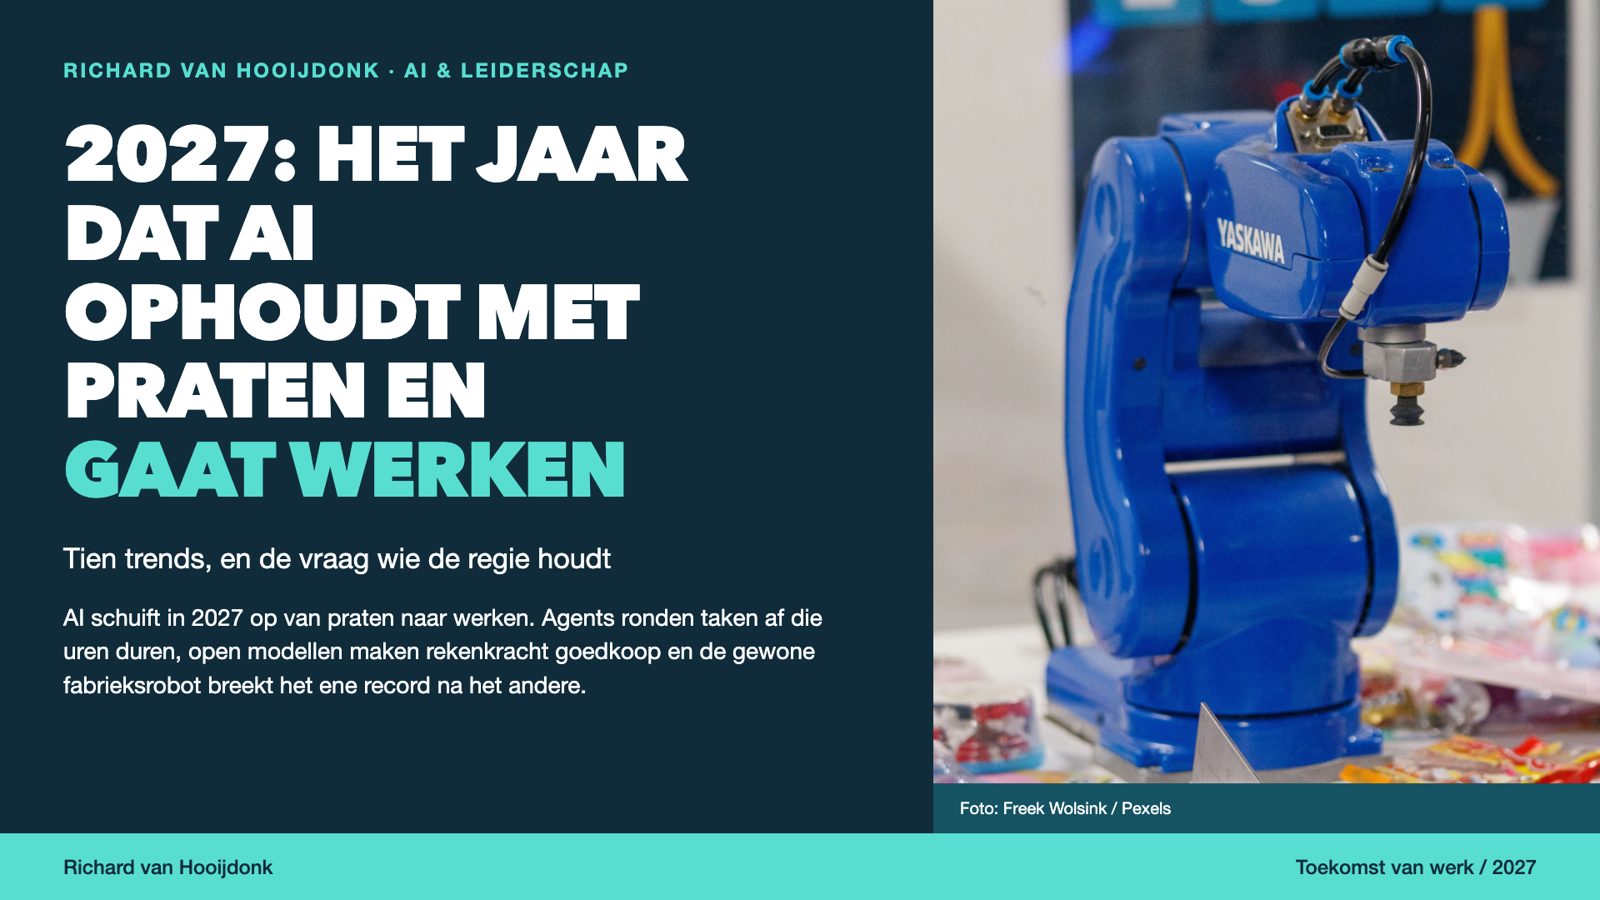 RICHARD VAN HOOIJDONK · AI & LEIDERSCHAP
2027: HET JAAR
DAT AI
OPHOUDT MET
PRATEN EN
GAAT WERKEN
Tien trends, en de vraag wie de regie houdt
AI schuift in 2027 op van praten naar werken. Agents ronden taken af die
uren duren, open modellen maken rekenkracht goedkoop en de gewone
fabrieksrobot breekt het ene record na het andere.
YASKAWA
Foto: Freek Wolsink / Pexels
Richard van Hooijdonk
Toekomst van werk / 2027